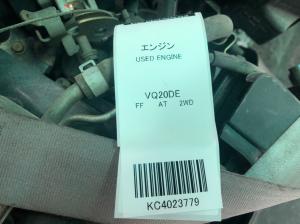 エンジン
USED ENGINE
VQ20DE
FF AT 2WD
KC4023779